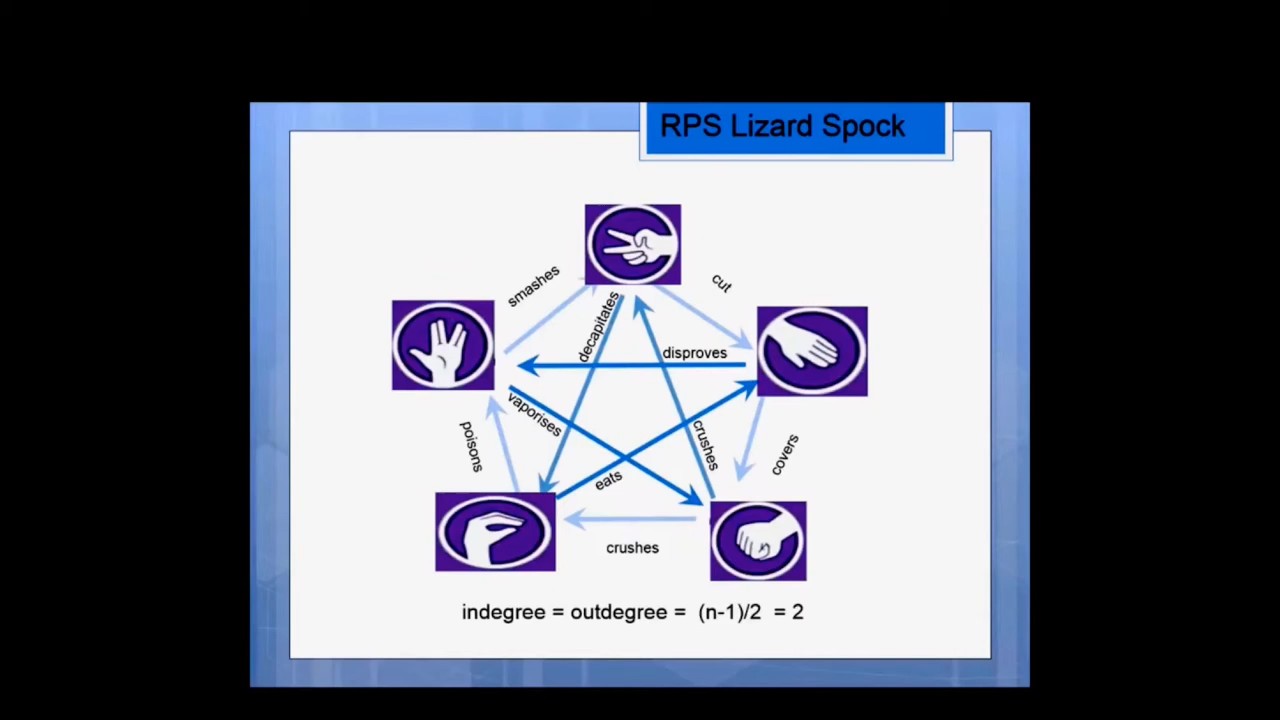 RPS Lizard Spock
smashes
cut
decapitates
disproves
vaporises
poisons
crushes
covers
eats
crushes
indegree = outdegree = (n-1)/2 = 2